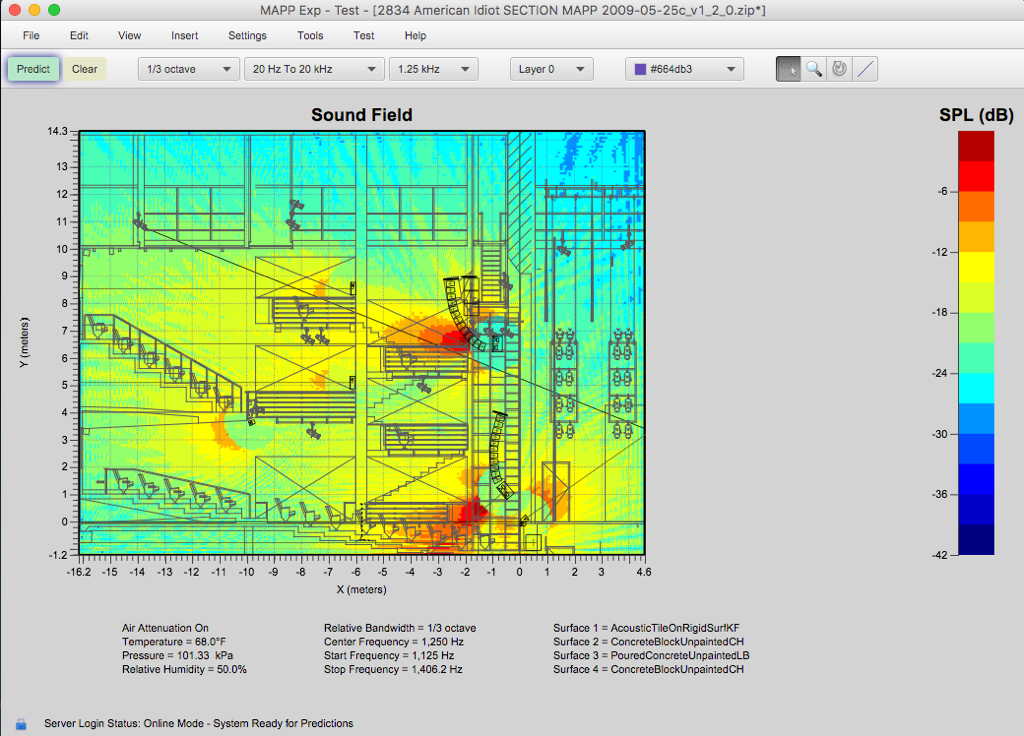 MAPP Exp - Test - [2834 American Idiot SECTION MAPP 2009-05-25c_v1_2_0.zip*]
File Edit View Insert Settings Tools Test Help
Predict Clear 1/3 octave 20 Hz To 20 kHz 1.25 kHz Layer 0 #664db3
Sound Field
SPL (dB)
14.3
13
12
11
10
9
8
7
6
5
4
3
2
1
0
-1.2
Y (meters)
-16.2 -15 -14 -13 -12 -11 -10 -9 -8 -7 -6 -5 -4 -3 -2 -1 0 1 2 3 4.6
X (meters)
-6
-12
-18
-24
-30
-36
-42
Air Attenuation On
Temperature = 68.0°F
Pressure = 101.33 kPa
Relative Humidity = 50.0%
Relative Bandwidth = 1/3 octave
Center Frequency = 1,250 Hz
Start Frequency = 1,125 Hz
Stop Frequency = 1,406.2 Hz
Surface 1 = AcousticTileOnRigidSurfKF
Surface 2 = ConcreteBlockUnpaintedCH
Surface 3 = PouredConcreteUnpaintedLB
Surface 4 = ConcreteBlockUnpaintedCH
Server Login Status: Online Mode - System Ready for Predictions